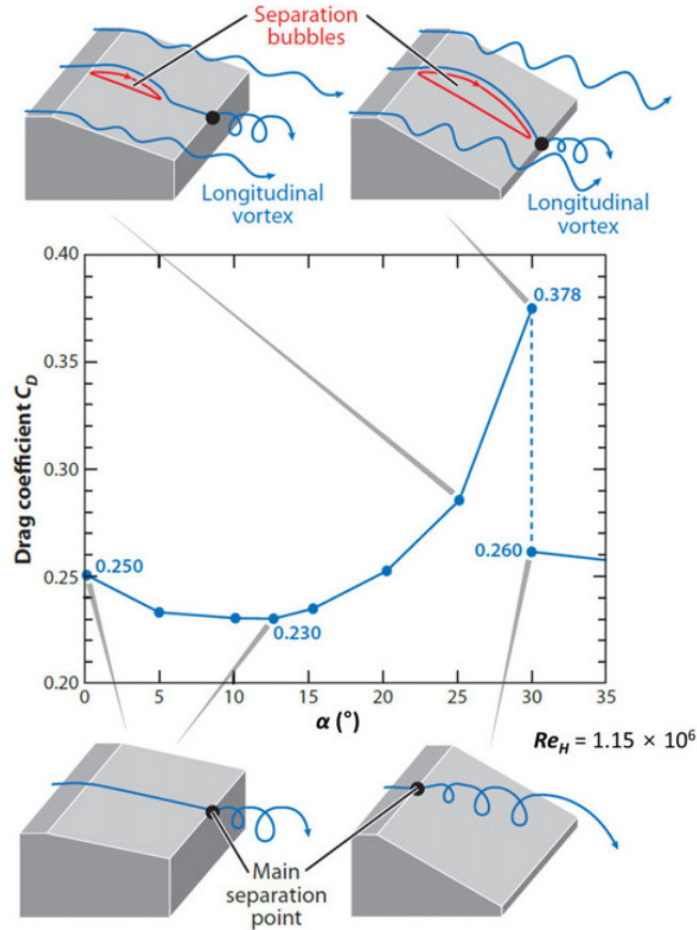 Separation
bubbles
Longitudinal
vortex
Longitudinal
vortex
0.40
0.35
0.30
0.25
0.20
Drag coefficient C_D
0.378
0.260
0.250
0.230
0 5 10 15 20 25 30 35
α (°)
Re_H = 1.15 × 10⁶
Main
separation
point